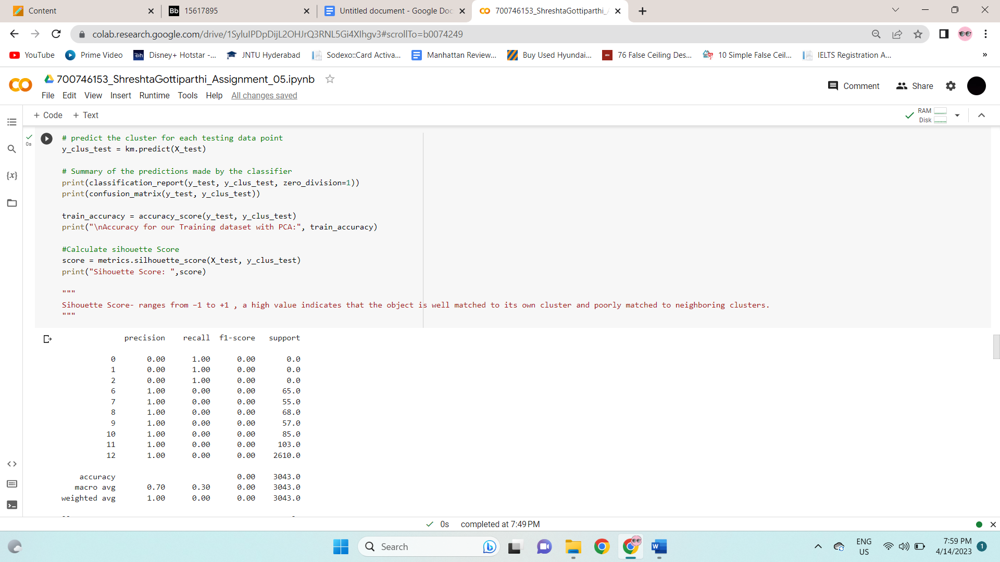 Content
Bb 15617895
Untitled document - Google Doc
700746153_ShreshtaGottiparthi_A
colab.research.google.com/drive/1SyluIPDpDijL2OHJrQ3RNL5Gi4XIhgv3#scrollTo=b0074249
YouTube Prime Video Disney+ Hotstar -... JNTU Hyderabad Sodexo::Card Activa... Manhattan Review... Buy Used Hyundai... 76 False Ceiling Des... 10 Simple False Ceil... IELTS Registration A... »
700746153_ShreshtaGottiparthi_Assignment_05.ipynb
File Edit View Insert Runtime Tools Help All changes saved
Comment Share
+ Code + Text
RAM
Disk
{x}
0s
# predict the cluster for each testing data point
y_clus_test = km.predict(X_test)
# Summary of the predictions made by the classifier
print(classification_report(y_test, y_clus_test, zero_division=1))
print(confusion_matrix(y_test, y_clus_test))
train_accuracy = accuracy_score(y_test, y_clus_test)
print("\nAccuracy for our Training dataset with PCA:", train_accuracy)
#Calculate sihouette Score
score = metrics.silhouette_score(X_test, y_clus_test)
print("Sihouette Score: ",score)
"""
Sihouette Score- ranges from −1 to +1 , a high value indicates that the object is well matched to its own cluster and poorly matched to neighboring clusters.
"""
precision recall f1-score support
0 0.00 1.00 0.00 0.0
1 0.00 1.00 0.00 0.0
2 0.00 1.00 0.00 0.0
6 1.00 0.00 0.00 65.0
7 1.00 0.00 0.00 55.0
8 1.00 0.00 0.00 68.0
9 1.00 0.00 0.00 57.0
10 1.00 0.00 0.00 85.0
11 1.00 0.00 0.00 103.0
12 1.00 0.00 0.00 2610.0
accuracy 0.00 3043.0
macro avg 0.70 0.30 0.00 3043.0
weighted avg 1.00 0.00 0.00 3043.0
0s completed at 7:49 PM
Search
W
ENG
US
7:59 PM
4/14/2023
1